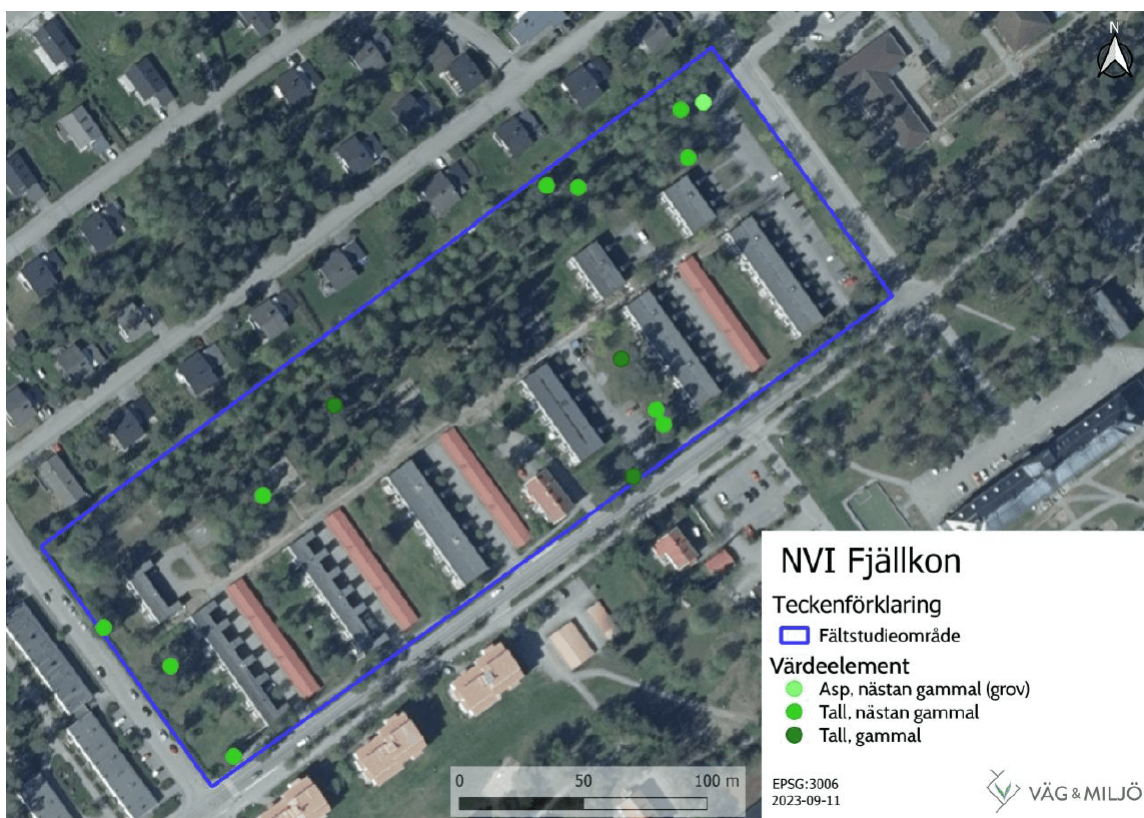 N
NVI Fjällkon
Teckenförklaring
Fältstudieområde
Värdeelement
Asp, nästan gammal (grov)
Tall, nästan gammal
Tall, gammal
0 50 100 m
EPSG:3006
2023-09-11
VÄG & MILJÖ